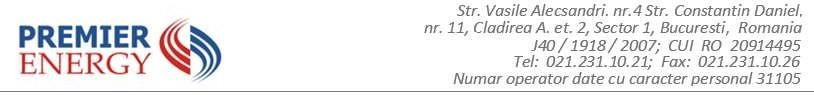 PREMIER
ENERGY
Str. Vasile Alecsandri. nr.4 Str. Constantin Daniel,
nr. 11, Cladirea A. et. 2, Sector 1, Bucuresti, Romania
J40 / 1918 / 2007; CUI RO 20914495
Tel: 021.231.10.21; Fax: 021.231.10.26
Numar operator date cu caracter personal 31105